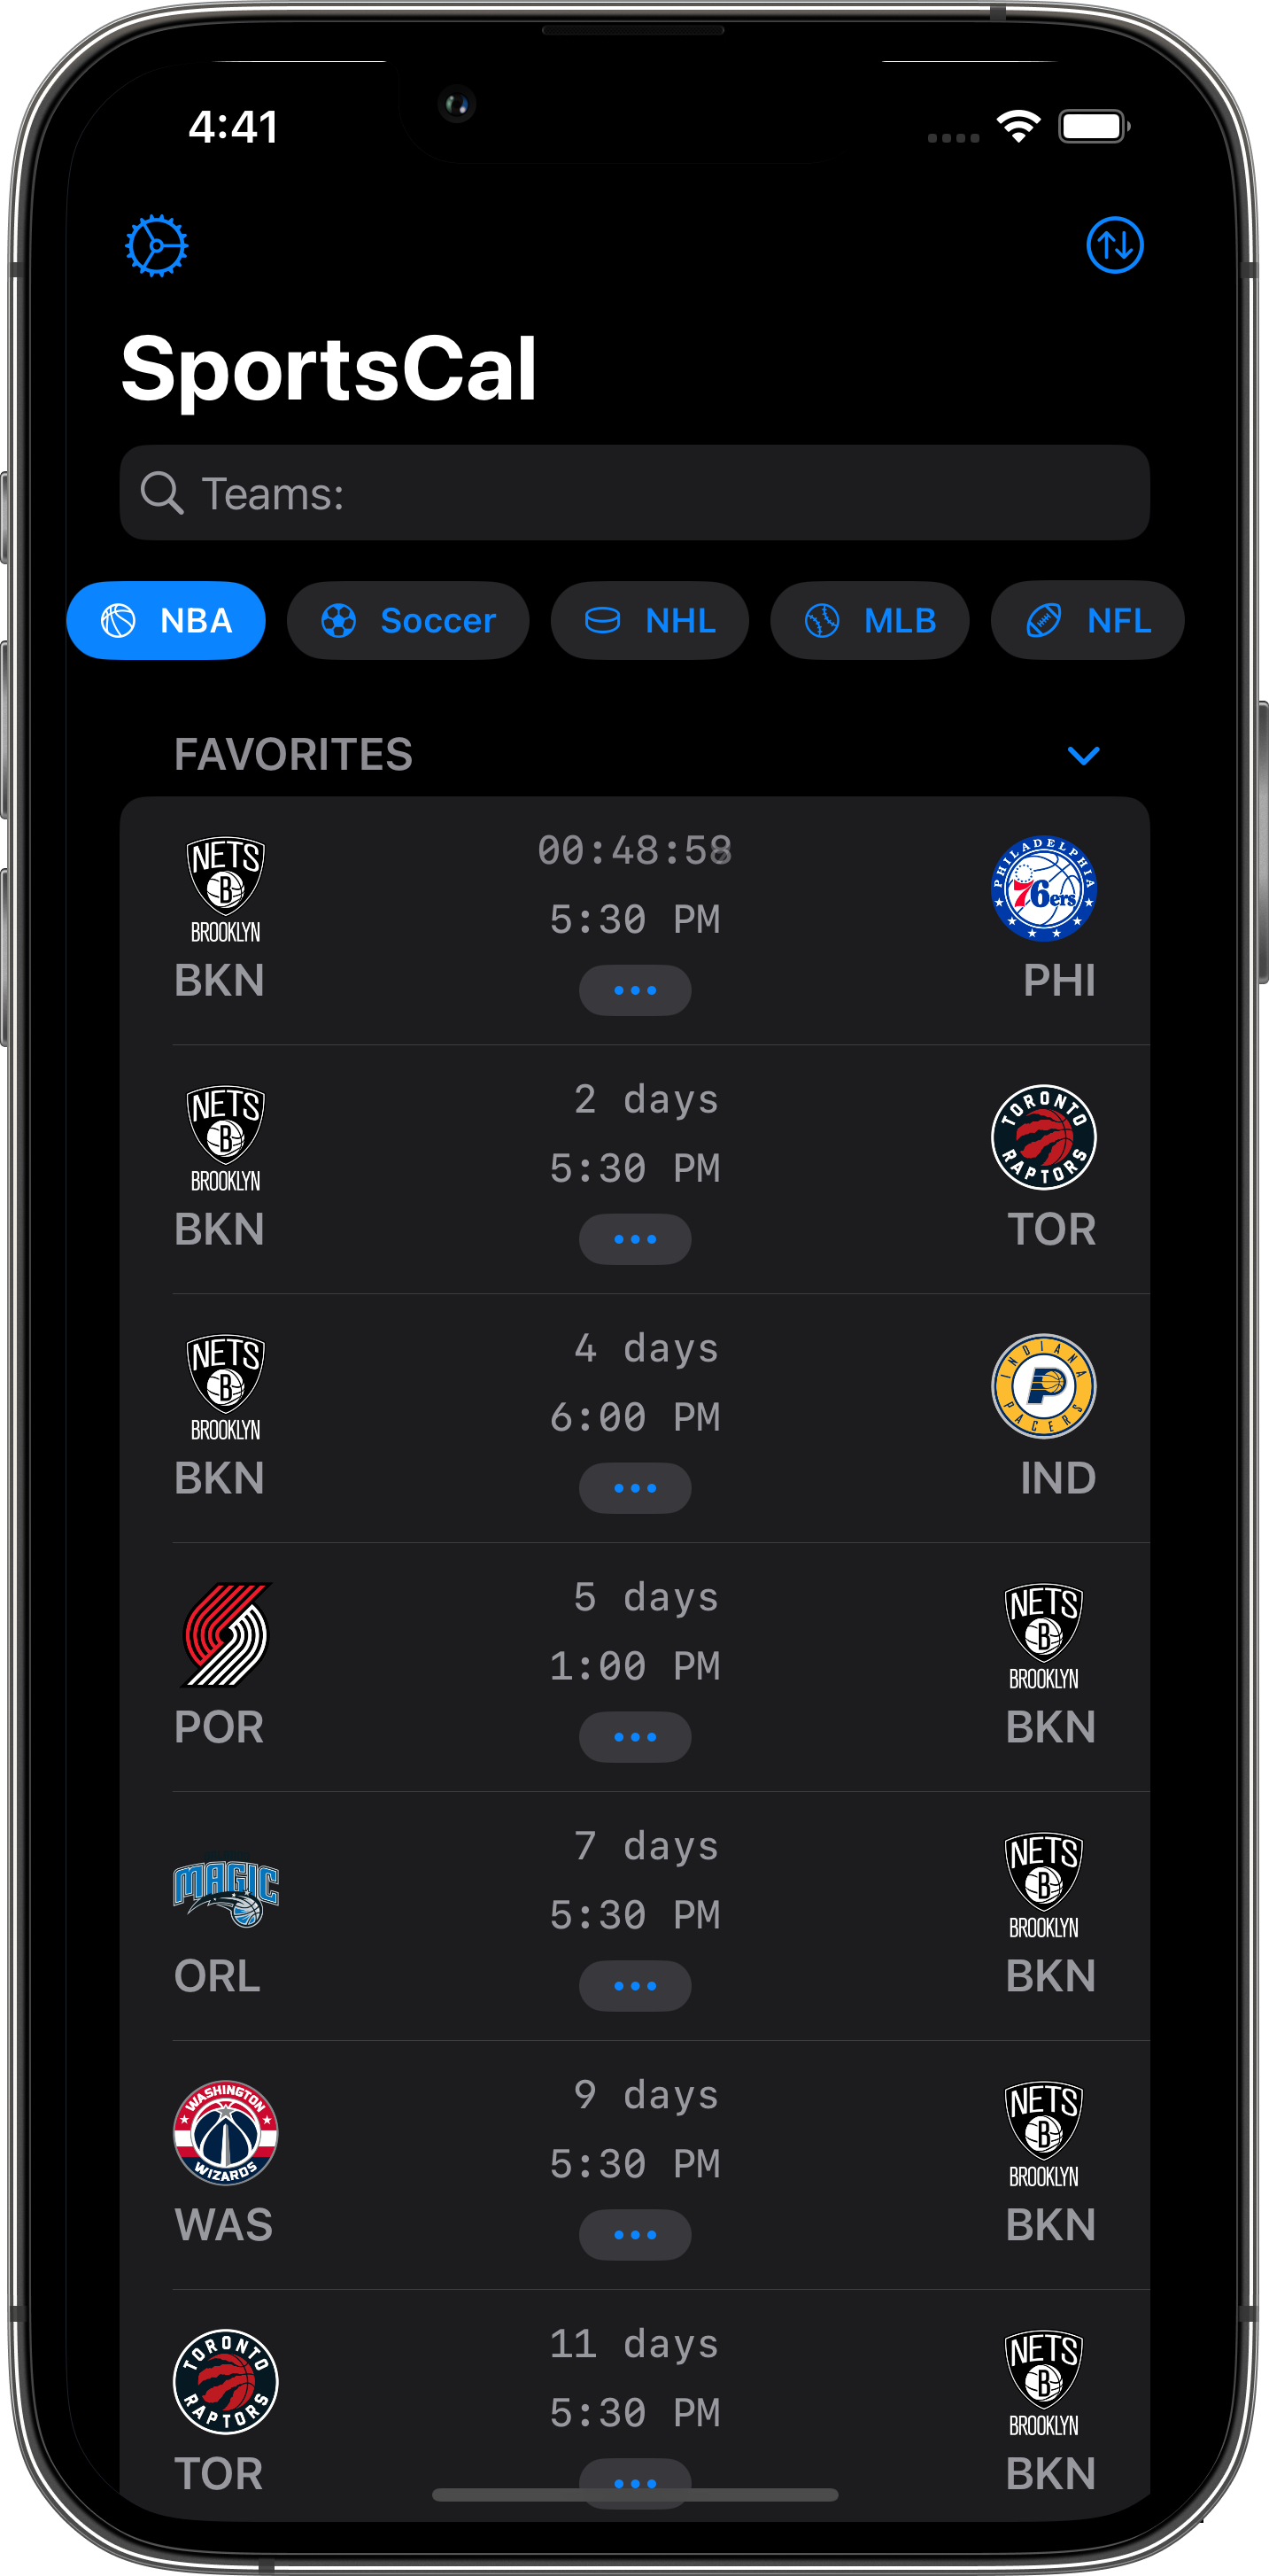 4:41
SportsCal
Teams:
NBA Soccer NHL MLB NFL
FAVORITES
NETS B BROOKLYN
00:48:58
PHILADELPHIA 76ers
5:30 PM
BKN PHI
NETS B BROOKLYN
2 days
TORONTO RAPTORS
5:30 PM
BKN TOR
NETS B BROOKLYN
4 days
INDIANA PACERS
6:00 PM
BKN IND
5 days
NETS B BROOKLYN
1:00 PM
POR BKN
MAGIC
7 days
NETS B BROOKLYN
5:30 PM
ORL BKN
WASHINGTON WIZARDS
9 days
NETS B BROOKLYN
5:30 PM
WAS BKN
TORONTO RAPTORS
11 days
NETS B BROOKLYN
5:30 PM
TOR BKN